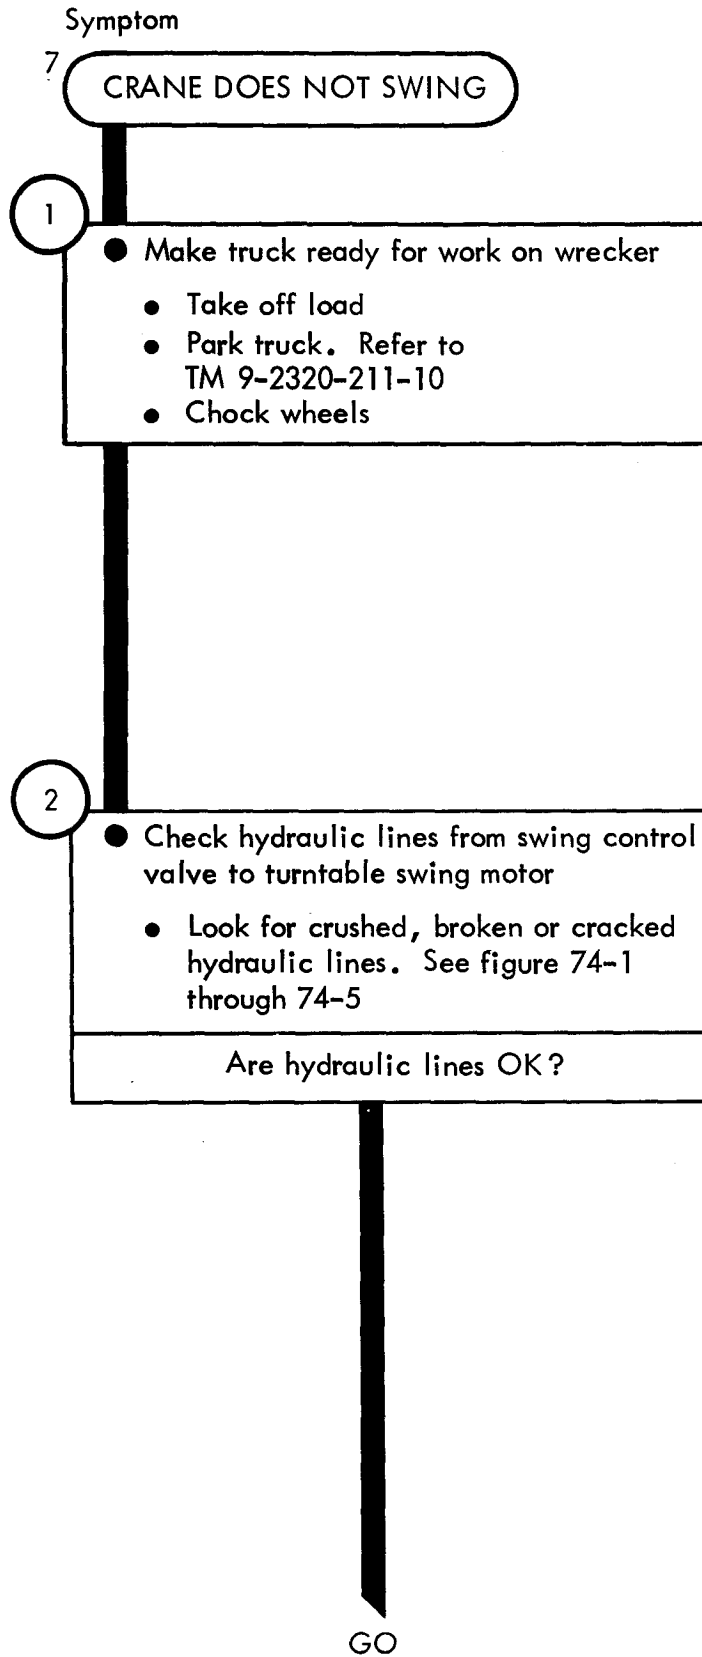 Symptom
7
CRANE DOES NOT SWING
1
● Make truck ready for work on wrecker
● Take off load
● Park truck. Refer to
TM 9-2320-211-10
● Chock wheels
2
● Check hydraulic lines from swing control
valve to turntable swing motor
● Look for crushed, broken or cracked
hydraulic lines. See figure 74-1
through 74-5
Are hydraulic lines OK?
GO